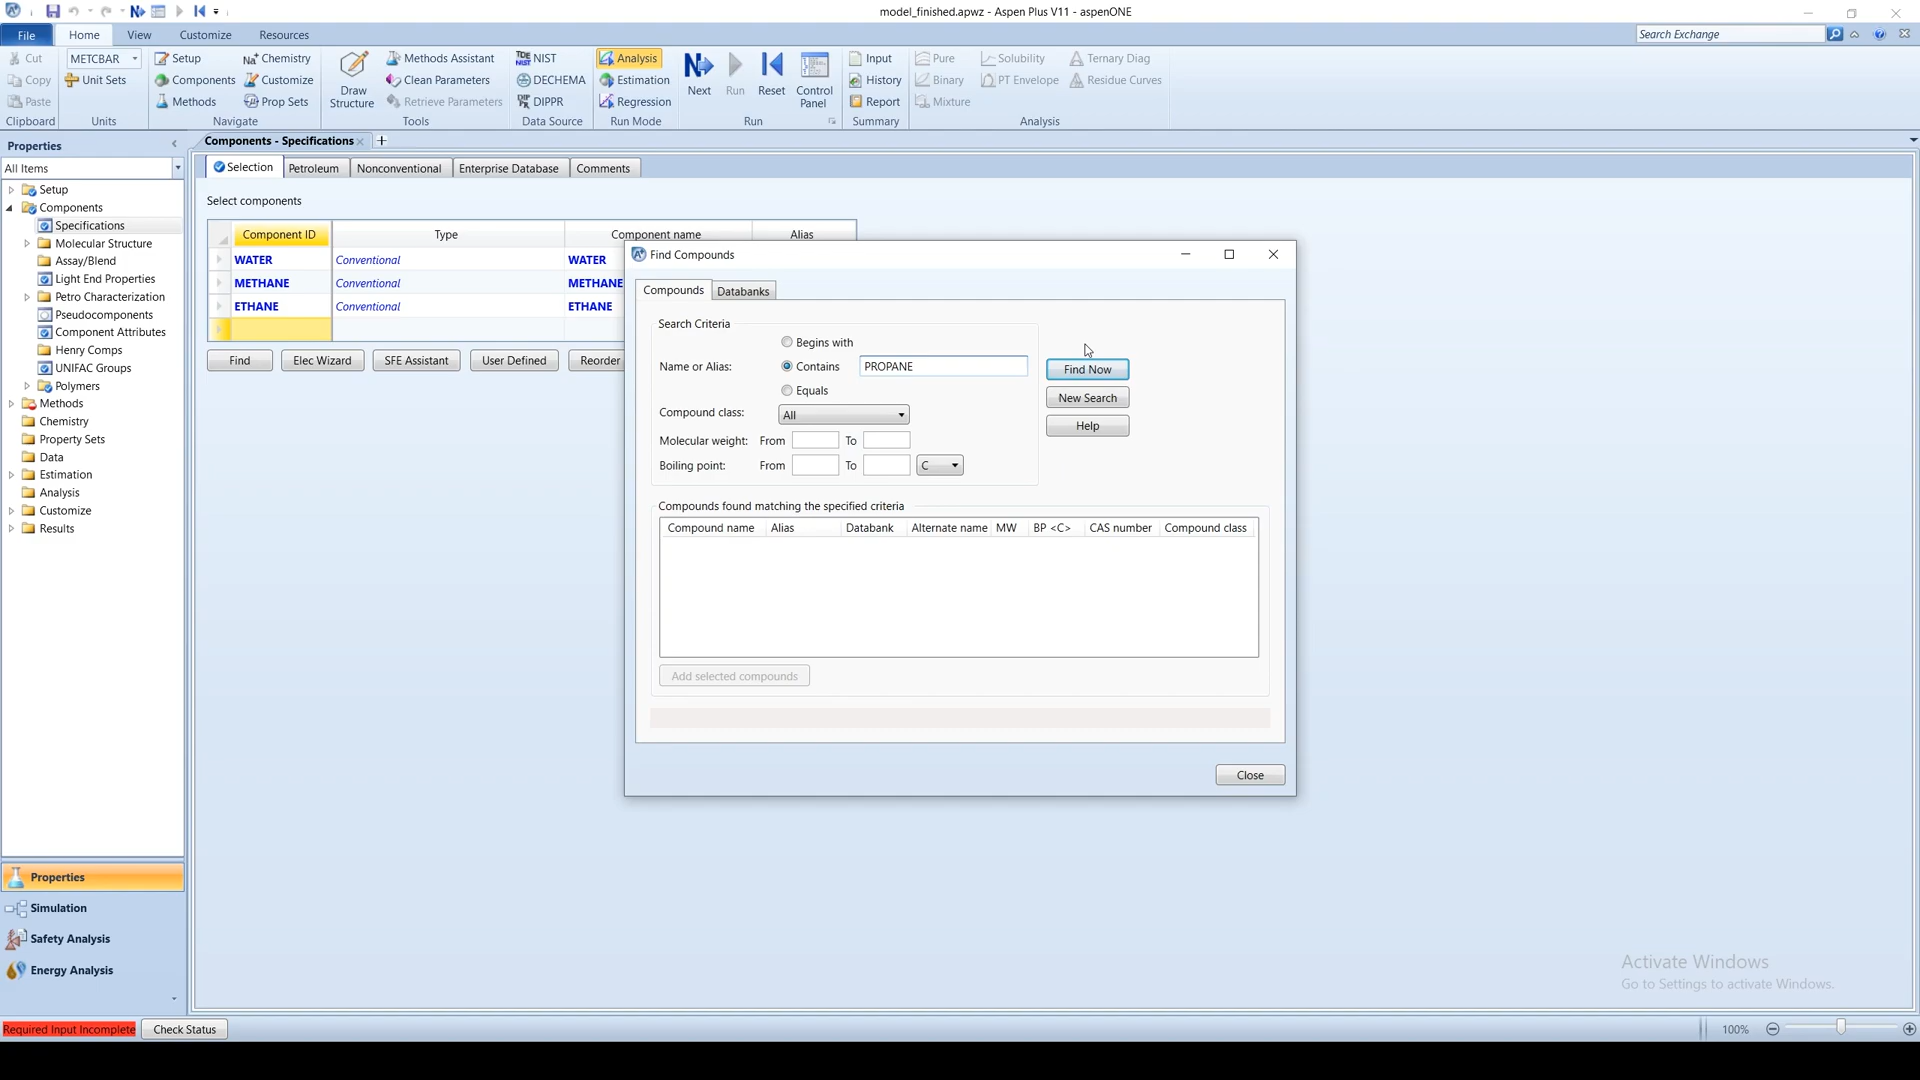 model_finished.apwz - Aspen Plus V11 - aspenONE
File Home View Customize Resources Search Exchange
Cut METCBAR Setup Chemistry Methods Assistant NIST Analysis Input Pure Solubility Ternary Diag
Copy Unit Sets Components Customize Draw Structure Clean Parameters DECHEMA Estimation Next Run Reset Control Panel History Binary PT Envelope Residue Curves
Paste Methods Prop Sets Retrieve Parameters DIPPR Regression Report Mixture
Clipboard Units Navigate Tools Data Source Run Mode Run Summary Analysis
Properties
Components - Specifications
All Items
Selection Petroleum Nonconventional Enterprise Database Comments
Setup
Components
Specifications
Molecular Structure
Assay/Blend
Light End Properties
Petro Characterization
Pseudocomponents
Component Attributes
Henry Comps
UNIFAC Groups
Polymers
Methods
Chemistry
Property Sets
Data
Estimation
Analysis
Customize
Results
Properties
Simulation
Safety Analysis
Energy Analysis
Select components
Component ID Type Component name Alias
WATER Conventional WATER
METHANE Conventional METHANE
ETHANE Conventional ETHANE
Find Elec Wizard SFE Assistant User Defined Reorder
Find Compounds
Compounds Databanks
Search Criteria
Begins with
Name or Alias: Contains PROPANE Find Now
Equals New Search
Compound class: All Help
Molecular weight: From To
Boiling point: From To C
Compounds found matching the specified criteria
Compound name Alias Databank Alternate name MW BP <C> CAS number Compound class
Add selected compounds
Close
Activate Windows
Go to Settings to activate Windows.
Required Input Incomplete Check Status 100%